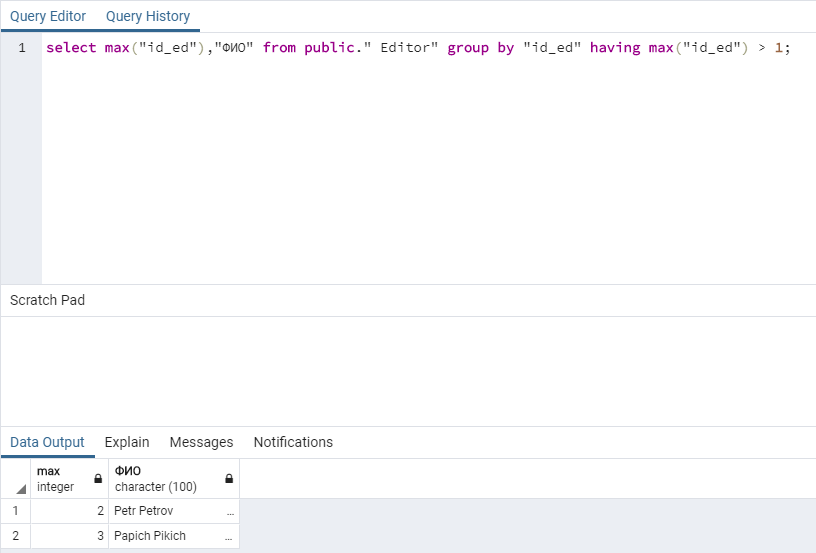 Query Editor Query History
1 select max("id_ed"),"ФИО" from public." Editor" group by "id_ed" having max("id_ed") > 1;
Scratch Pad
Data Output Explain Messages Notifications
max ФИО
integer character (100)
1 2 Petr Petrov ...
2 3 Papich Pikich ...